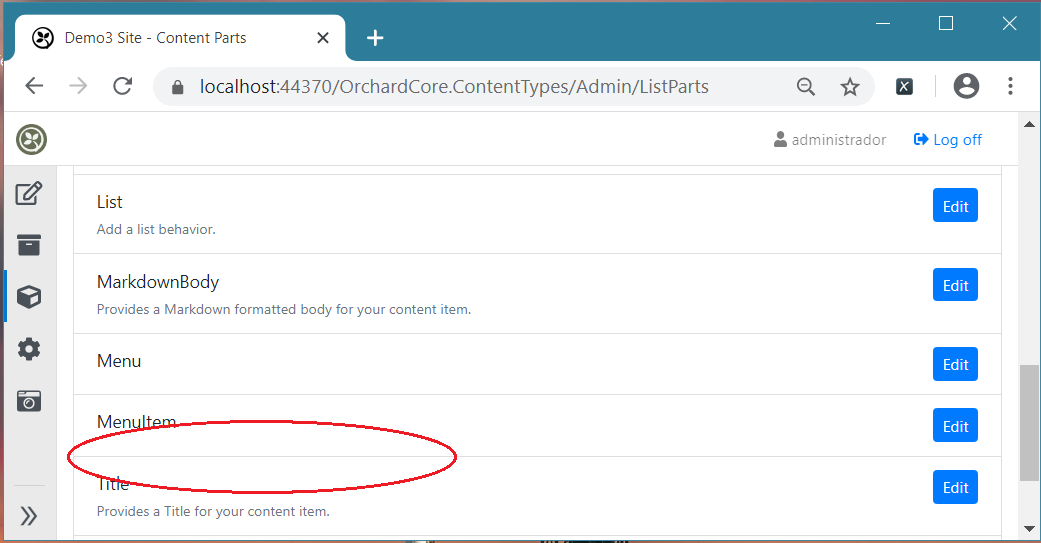 Demo3 Site - Content Parts
localhost:44370/OrchardCore.ContentTypes/Admin/ListParts
administrador Log off
List Edit
Add a list behavior.
MarkdownBody Edit
Provides a Markdown formatted body for your content item.
Menu Edit
MenuItem Edit
Title Edit
Provides a Title for your content item.